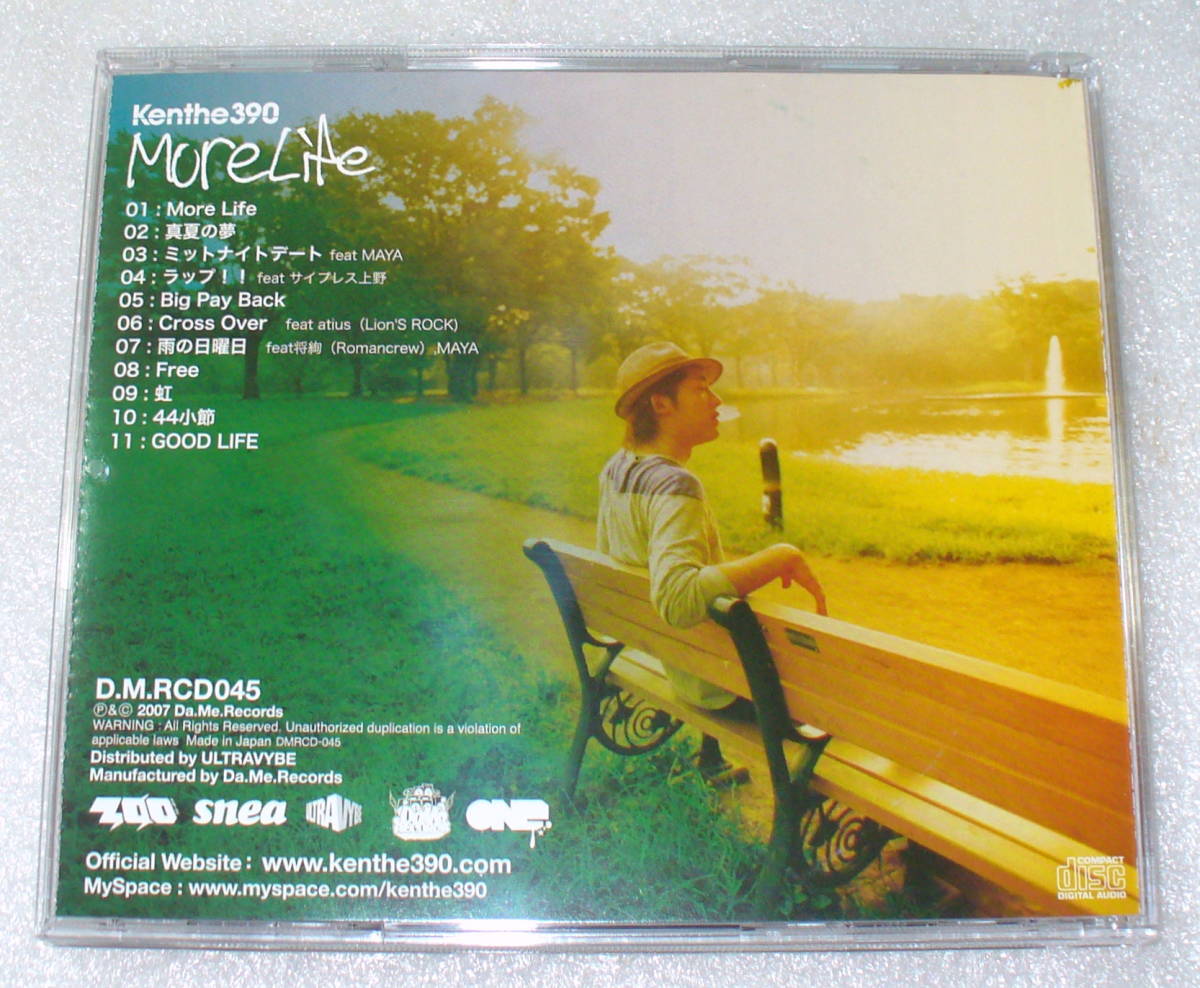 Kenthe390
More Life
01 : More Life
02 : 真夏の夢
03 : ミットナイトデート feat MAYA
04 : ラップ！！ feat サイプレス上野
05 : Big Pay Back
06 : Cross Over feat atius（Lion'S ROCK)
07 : 雨の日曜日 feat将絢（Romancrew）,MAYA
08 : Free
09 : 虹
10 : 44小節
11 : GOOD LIFE
D.M.RCD045
℗&© 2007 Da.Me.Records
WARNING : All Rights Reserved. Unauthorized duplication is a violation of
applicable laws Made in Japan DMRCD-045
Distributed by ULTRAVYBE
Manufactured by Da.Me.Records
snea ULTRAVYBE ONE
Official Website : www.kenthe390.com
MySpace : www.myspace.com/kenthe390
COMPACT
disc
DIGITAL AUDIO